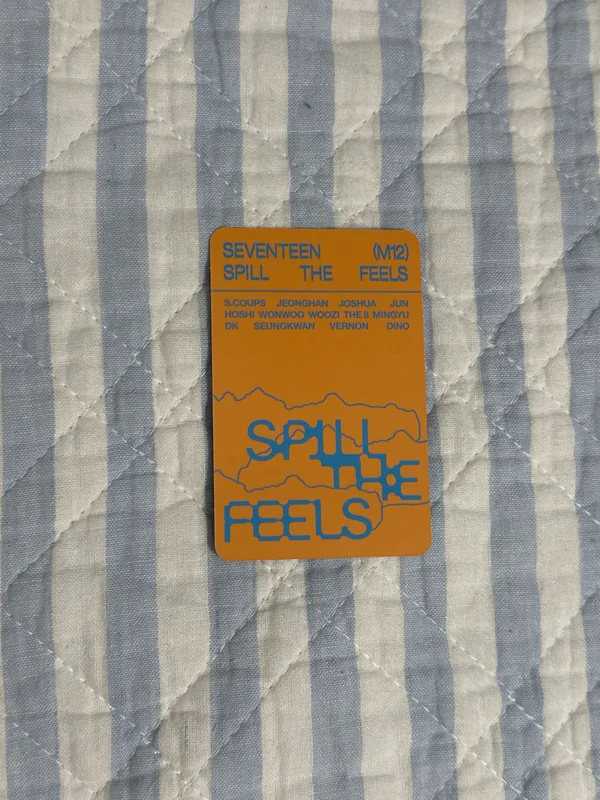 SEVENTEEN (M12)
SPILL THE FEELS
S.COUPS JEONGHAN JOSHUA JUN
HOSHI WONWOO WOOZI THE 8 MINGYU
DK SEUNGKWAN VERNON DINO
SPILL
THE
FEELS